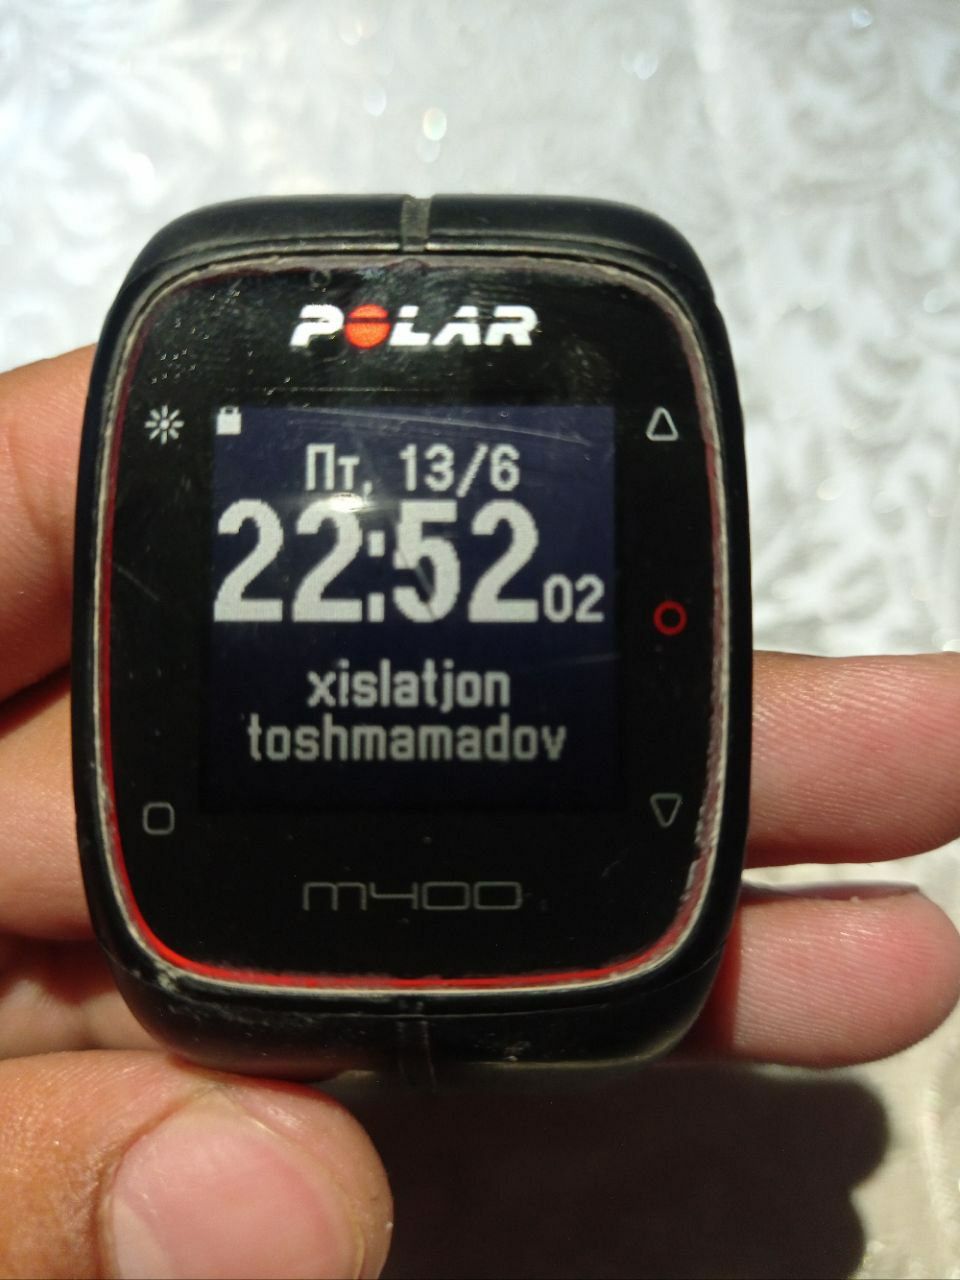 POLAR
Пт, 13/6
22:52 02
xislatjon
toshmamadov
M400